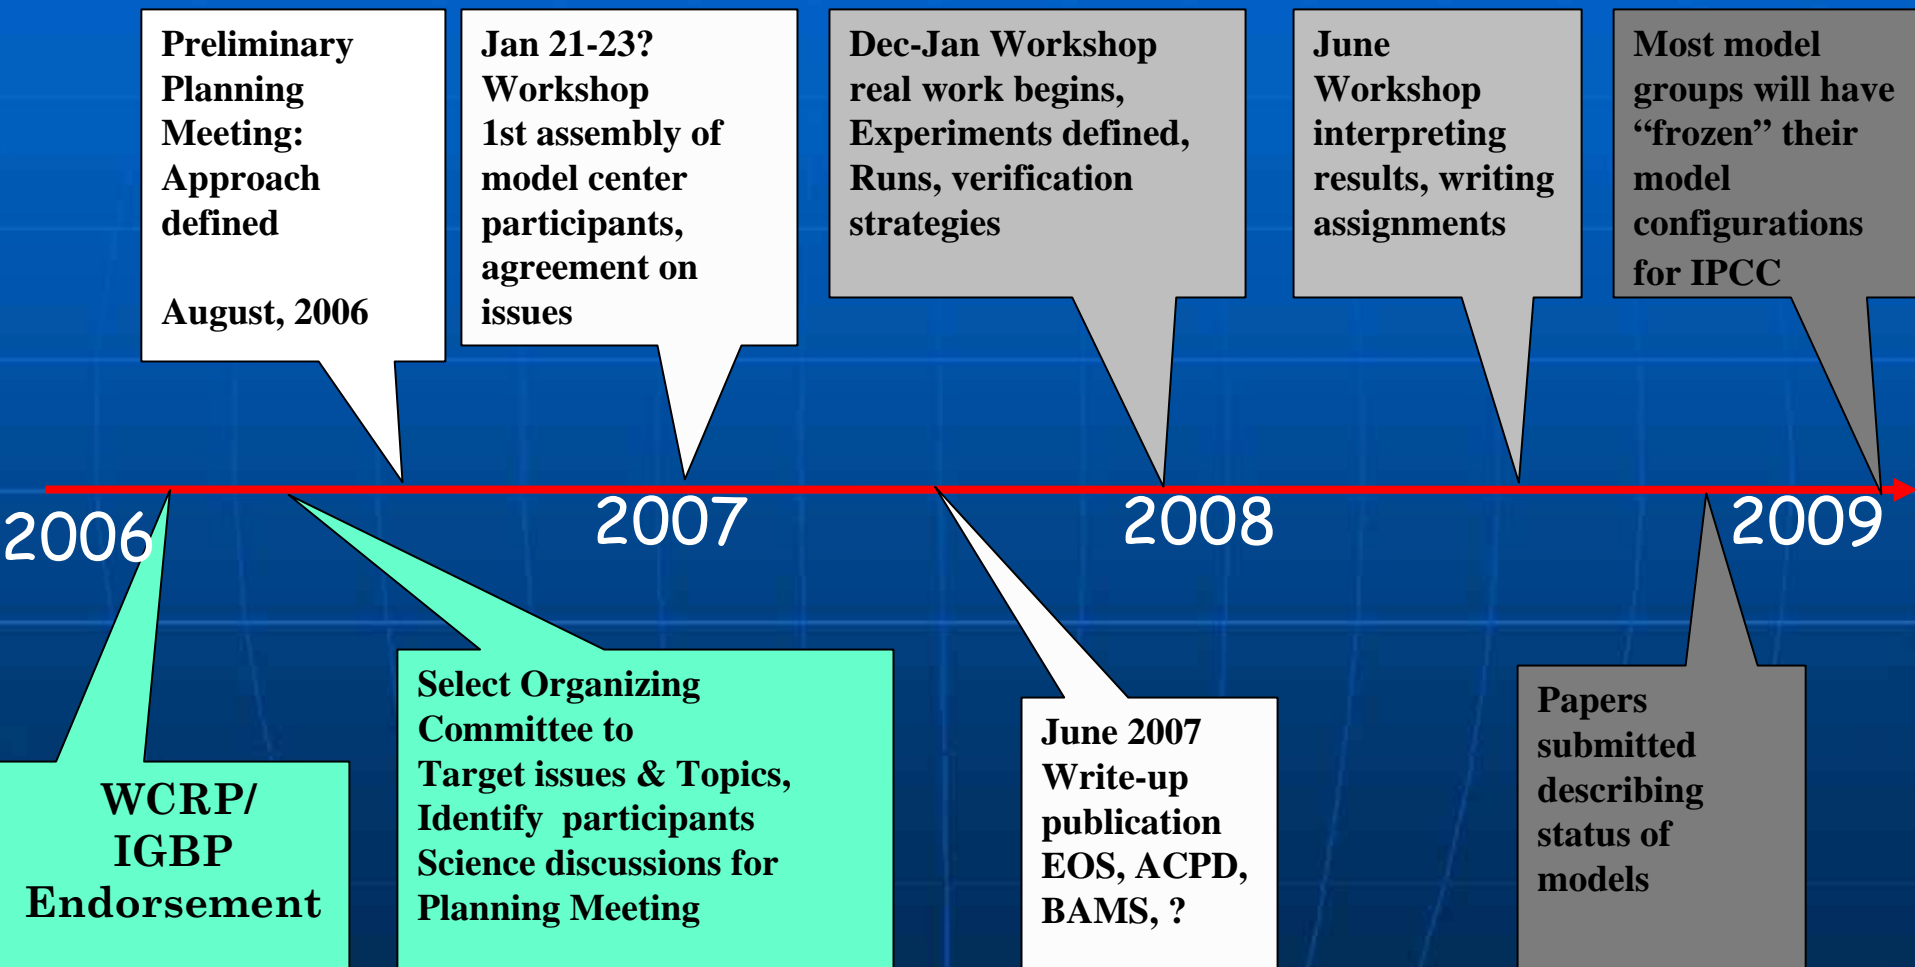 Preliminary
Planning
Meeting:
Approach
defined
August, 2006
Jan 21-23?
Workshop
1st assembly of
model center
participants,
agreement on
issues
Dec-Jan Workshop
real work begins,
Experiments defined,
Runs, verification
strategies
June
Workshop
interpreting
results, writing
assignments
Most model
groups will have
“frozen” their
model
configurations
for IPCC
2006
2007
2008
2009
WCRP/
IGBP
Endorsement
Select Organizing
Committee to
Target issues & Topics,
Identify participants
Science discussions for
Planning Meeting
June 2007
Write-up
publication
EOS, ACPD,
BAMS, ?
Papers
submitted
describing
status of
models